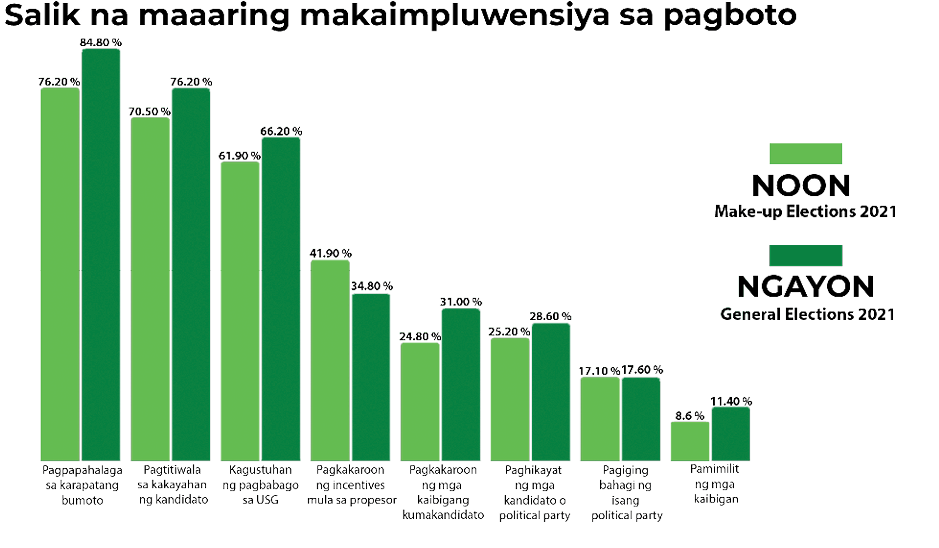 Salik na maaaring makaimpluwensiya sa pagboto
76.20 %
84.80 %
70.50 %
76.20 %
61.90 %
66.20 %
41.90 %
34.80 %
24.80 %
31.00 %
25.20 %
28.60 %
17.10 %
17.60 %
8.6 %
11.40 %
NOON
Make-up Elections 2021
NGAYON
General Elections 2021
Pagpapahalaga
sa karapatang
bumoto
Pagtitiwala
sa kakayahan
ng kandidato
Kagustuhan
ng pagbabago
sa USG
Pagkakaroon
ng incentives
mula sa propesor
Pagkakaroon
ng mga
kaibigang
kumakandidato
Paghikayat
ng mga
kandidato o
political party
Pagiging
bahagi ng
isang
political party
Pamimilit
ng mga
kaibigan